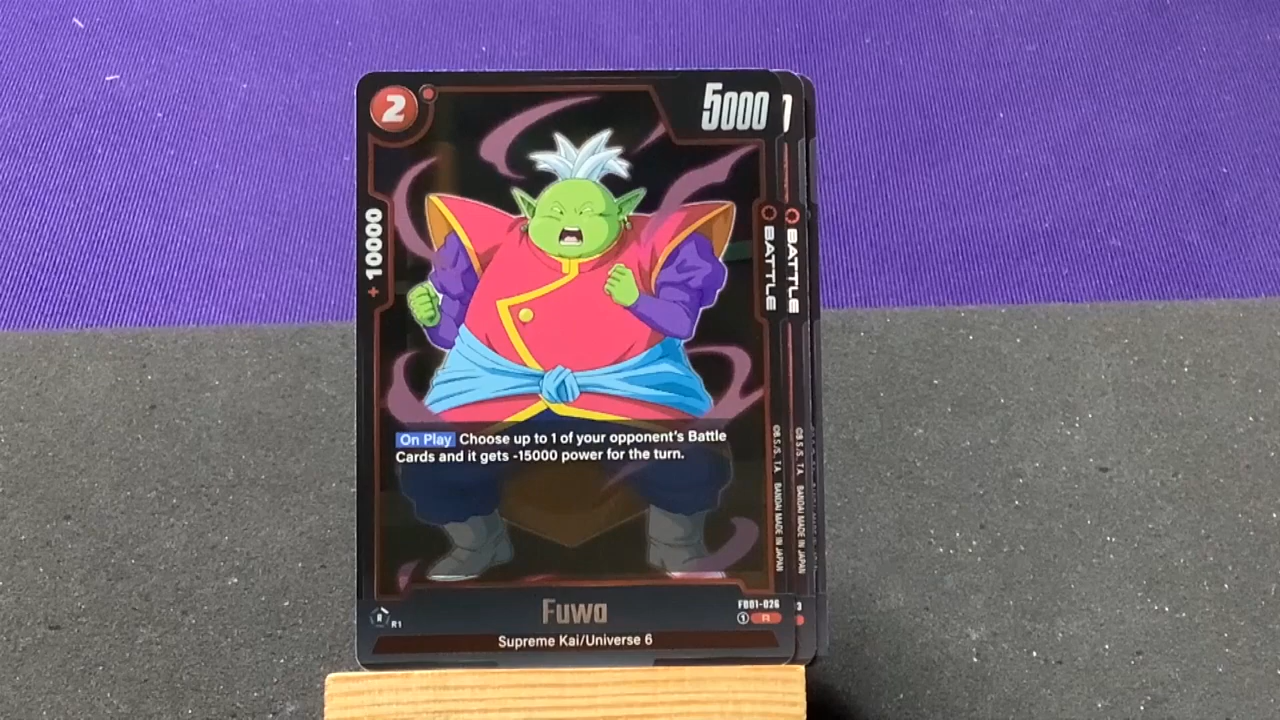 2
5000
+ 10000
BATTLE
BATTLE
On Play Choose up to 1 of your opponent's Battle
Cards and it gets -15000 power for the turn.
©B.S./S., T.A. BANDAI MADE IN JAPAN
©B.S./S., T.A. BANDAI MADE IN JAPAN
Fuwa
FB01-026
R
R1
1 R
3
Supreme Kai/Universe 6